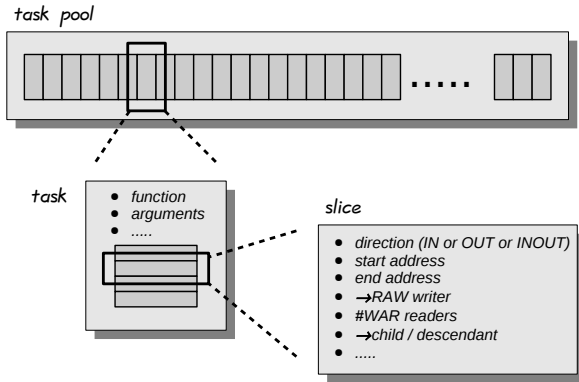 task pool
.....
task
● function
● arguments
● .....
slice
● direction (IN or OUT or INOUT)
● start address
● end address
● →RAW writer
● #WAR readers
● →child / descendant
● .....